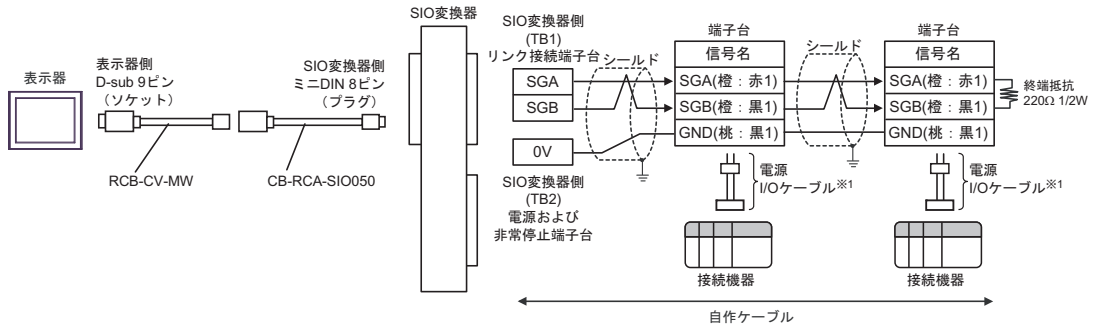 SIO変換器
表示器
表示器側
D-sub 9ピン
（ソケット）
SIO変換器側
ミニDIN 8ピン
（プラグ）
RCB-CV-MW
CB-RCA-SIO050
SIO変換器側
(TB1)
リンク接続端子台
シールド
SGA
SGB
0V
SIO変換器側
(TB2)
電源および
非常停止端子台
端子台
信号名
SGA(橙：赤1)
SGB(橙：黒1)
GND(桃：黒1)
電源
I/Oケーブル※1
接続機器
シールド
端子台
信号名
SGA(橙：赤1)
SGB(橙：黒1)
GND(桃：黒1)
終端抵抗
220Ω 1/2W
電源
I/Oケーブル※1
接続機器
自作ケーブル